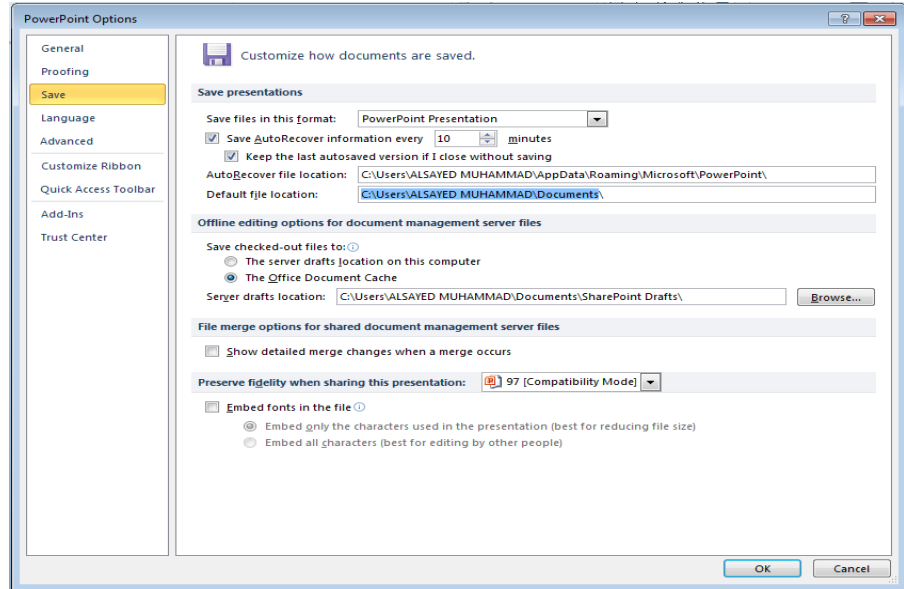 PowerPoint Options
General
Proofing
Save
Language
Advanced
Customize Ribbon
Quick Access Toolbar
Add-Ins
Trust Center
Customize how documents are saved.
Save presentations
Save files in this format: PowerPoint Presentation
Save AutoRecover information every 10 minutes
Keep the last autosaved version if I close without saving
AutoRecover file location: C:\Users\ALSAYED MUHAMMAD\AppData\Roaming\Microsoft\PowerPoint\
Default file location: C:\Users\ALSAYED MUHAMMAD\Documents\
Offline editing options for document management server files
Save checked-out files to:
The server drafts location on this computer
The Office Document Cache
Server drafts location: C:\Users\ALSAYED MUHAMMAD\Documents\SharePoint Drafts\ Browse...
File merge options for shared document management server files
Show detailed merge changes when a merge occurs
Preserve fidelity when sharing this presentation: 97 [Compatibility Mode]
Embed fonts in the file
Embed only the characters used in the presentation (best for reducing file size)
Embed all characters (best for editing by other people)
OK Cancel